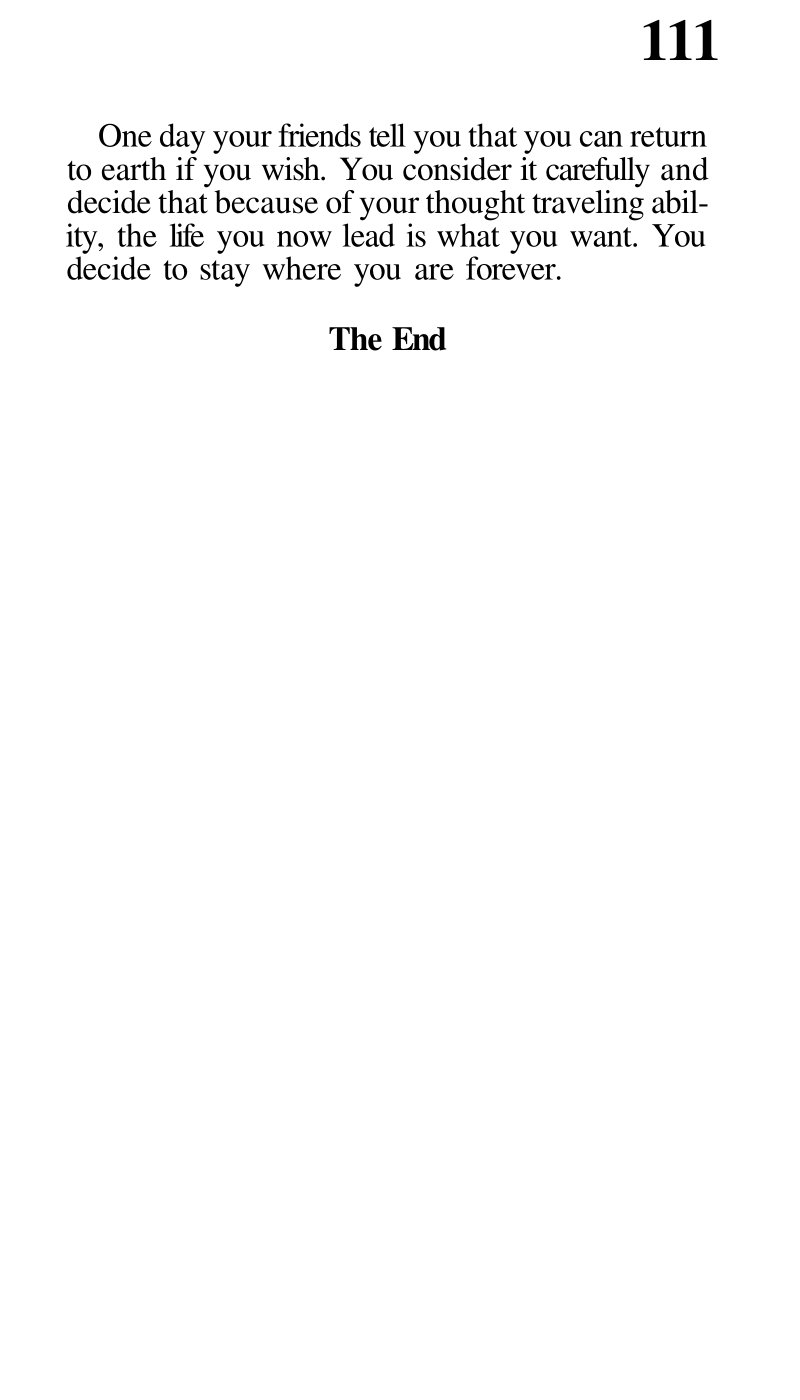 111
One day your friends tell you that you can return
to earth if you wish. You consider it carefully and
decide that because of your thought traveling abil-
ity, the life you now lead is what you want. You
decide to stay where you are forever.
The End